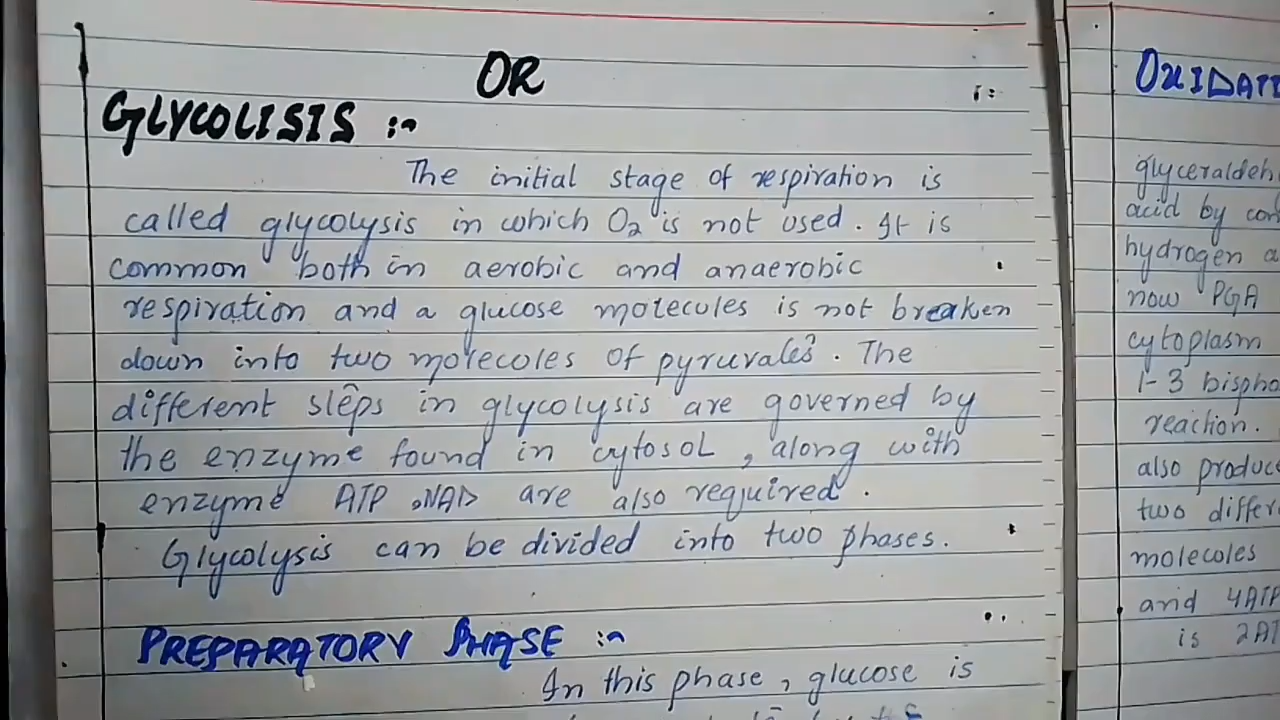 OR
GLYCOLISIS :-
The initial stage of respiration is
called glycolysis in which O2 is not used. It is
common both in aerobic and anaerobic
respiration and a glucose molecules is not breaken
down into two molecoles of pyruvates. The
different steps in glycolysis are governed by
the enzyme found in cytosol, along with
enzyme ATP, NAD are also required.
Glycolysis can be divided into two phases.
PREPARATORY PHASE :-
In this phase, glucose is
OXIDATI
glyceraldeh
acid by con
hydrogen a
now PGA
cytoplasm
1-3 bispho
reaction.
also produce
two differ
molecoles
and 4ATP
is 2AT